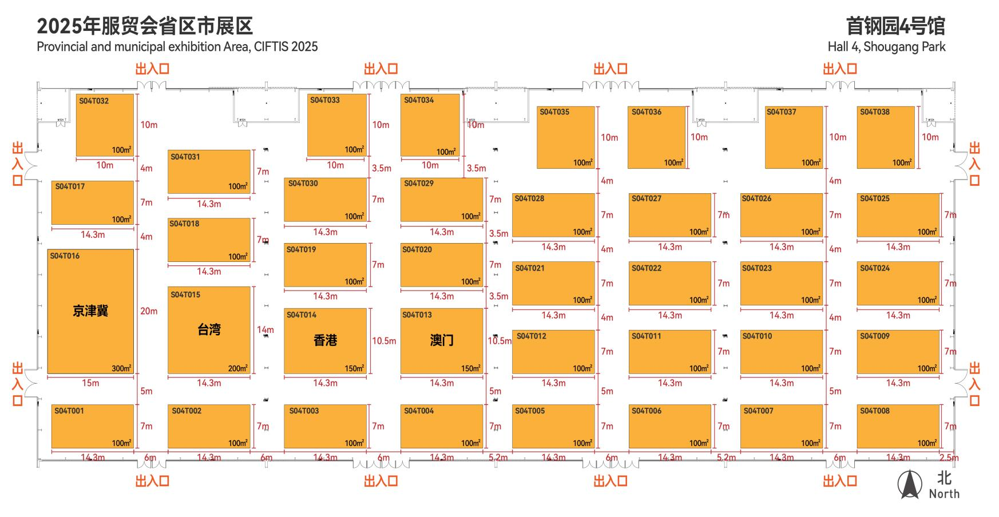 2025年服贸会省区市展区
首钢园4号馆
Provincial and municipal exhibition Area, CIFTIS 2025
Hall 4, Shougang Park
出入口
出入口
出入口
出入口
S04T032
100㎡
10m
10m
S04T033
100㎡
10m
10m
S04T034
100㎡
10m
10m
S04T035
100㎡
10m
S04T036
100㎡
10m
S04T037
100㎡
10m
S04T038
100㎡
10m
出入口
出入口
4m
3.5m
3.5m
4m
4m
S04T017
100㎡
7m
14.3m
S04T031
100㎡
7m
14.3m
S04T030
100㎡
7m
14.3m
S04T029
100㎡
7m
14.3m
S04T028
100㎡
7m
14.3m
S04T027
100㎡
7m
14.3m
S04T026
100㎡
7m
14.3m
S04T025
100㎡
7m
14.3m
4m
3.5m
4m
4m
S04T018
100㎡
7m
14.3m
S04T019
100㎡
7m
14.3m
S04T020
100㎡
7m
14.3m
S04T021
100㎡
7m
14.3m
S04T022
100㎡
7m
14.3m
S04T023
100㎡
7m
14.3m
S04T024
100㎡
7m
14.3m
3.5m
4m
4m
S04T016
京津冀
300㎡
20m
15m
S04T015
台湾
200㎡
14m
14.3m
S04T014
香港
150㎡
10.5m
14.3m
S04T013
澳门
150㎡
10.5m
14.3m
S04T012
100㎡
7m
14.3m
S04T011
100㎡
7m
14.3m
S04T010
100㎡
7m
14.3m
S04T009
100㎡
7m
14.3m
出入口
出入口
5m
5m
5m
5m
S04T001
100㎡
7m
S04T002
100㎡
7m
S04T003
100㎡
7m
S04T004
100㎡
7m
S04T005
100㎡
7m
S04T006
100㎡
7m
S04T007
100㎡
7m
S04T008
100㎡
7m
14.3m 6m 14.3m 6m 14.3m 6m 14.3m 5.2m 14.3m 6m 14.3m 5.2m 14.3m 6m 14.3m 2.5m
出入口
出入口
出入口
出入口
北
North